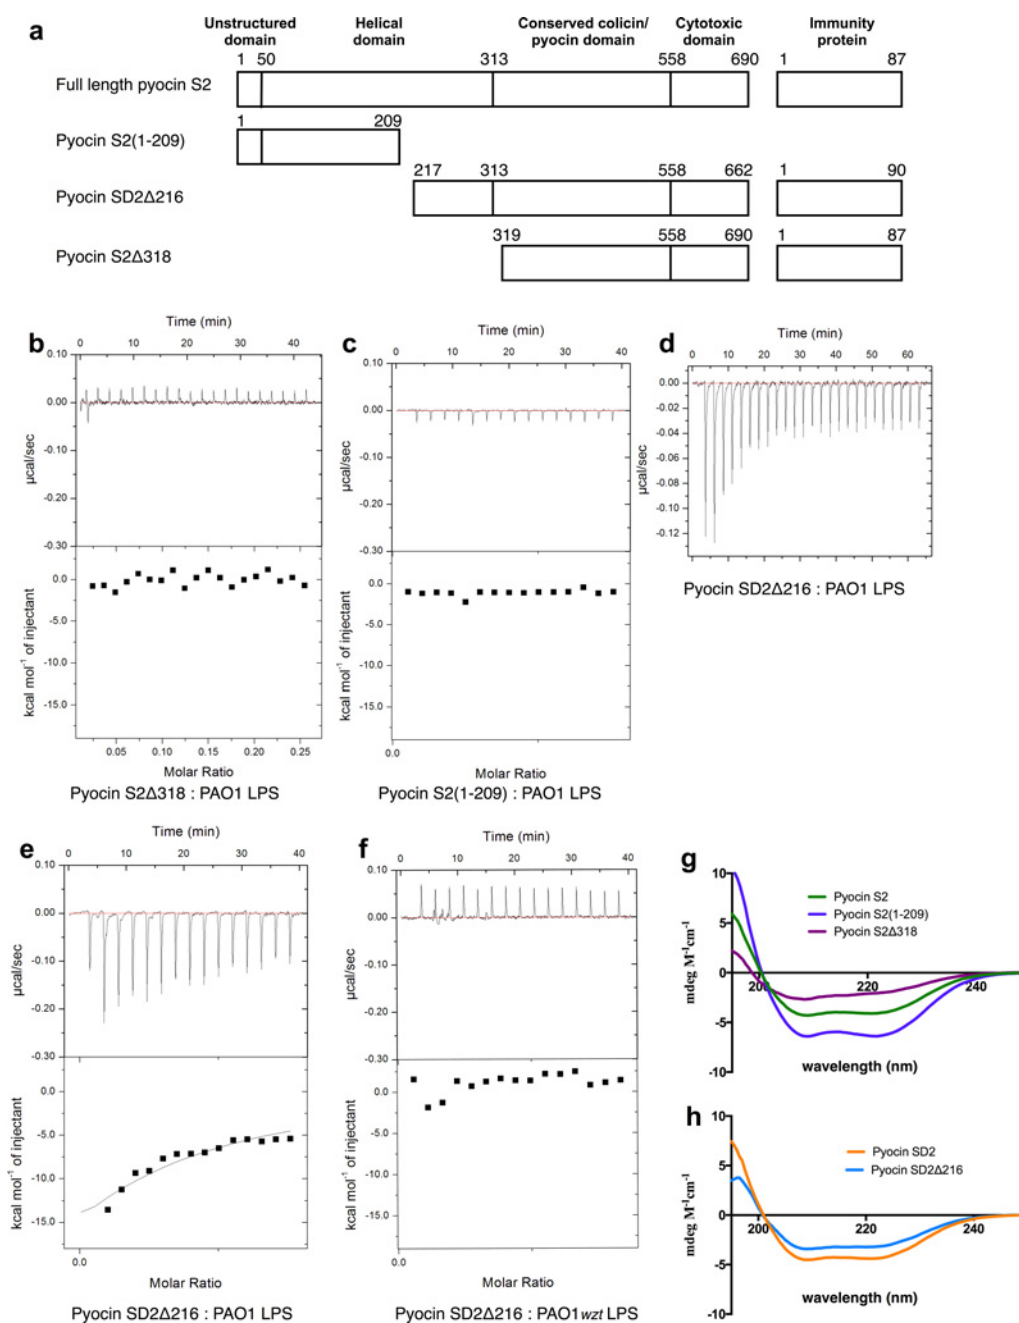 a
Unstructured domain
Helical domain
Conserved colicin/ pyocin domain
Cytotoxic domain
Immunity protein
1 50 313 558 690 1 87
Full length pyocin S2
1 209
Pyocin S2(1-209)
217 313 558 662 1 90
Pyocin SD2Δ216
319 558 690 1 87
Pyocin S2Δ318
b
Time (min)
0 10 20 30 40
0.10
0.00
-0.10
-0.30
µcal/sec
0.0
-5.0
-10.0
-15.0
kcal mol⁻¹ of injectant
0.05 0.10 0.15 0.20 0.25
Molar Ratio
Pyocin S2Δ318 : PAO1 LPS
c
Time (min)
0 10 20 30 40
0.10
0.00
-0.10
-0.30
µcal/sec
0.0
-5.0
-10.0
-15.0
kcal mol⁻¹ of injectant
0.0
Molar Ratio
Pyocin S2(1-209) : PAO1 LPS
d
Time (min)
0 10 20 30 40 50 60
0.00
-0.02
-0.04
-0.06
-0.08
-0.10
-0.12
µcal/sec
Pyocin SD2Δ216 : PAO1 LPS
e
Time (min)
0 10 20 30 40
0.10
0.00
-0.10
-0.20
-0.30
µcal/sec
0.0
-5.0
-10.0
-15.0
kcal mol⁻¹ of injectant
0.0
Molar Ratio
Pyocin SD2Δ216 : PAO1 LPS
f
Time (min)
0 10 20 30 40
0.10
0.00
-0.10
-0.30
µcal/sec
0.0
-5.0
-10.0
-15.0
kcal mol⁻¹ of injectant
0.0
Molar Ratio
Pyocin SD2Δ216 : PAO1wzt LPS
g
10
5
0
-5
-10
mdeg M⁻¹cm⁻¹
Pyocin S2
Pyocin S2(1-209)
Pyocin S2Δ318
200 220 240
wavelength (nm)
h
10
5
0
-5
-10
mdeg M⁻¹cm⁻¹
Pyocin SD2
Pyocin SD2Δ216
200 220 240
wavelength (nm)